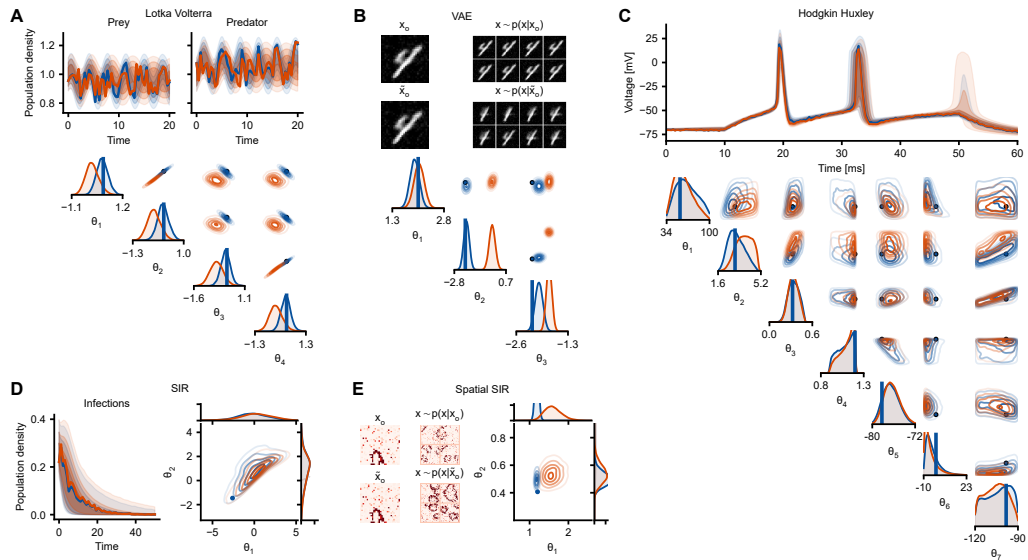 A
Lotka Volterra
Prey
Predator
Population density
1.2
1.0
0.8
0
10
20
0
10
20
Time
Time
−1.1
1.2
θ1
−1.3
1.0
θ2
−1.6
1.1
θ3
−1.3
1.3
θ4
B
VAE
xo
x ~ p(x|xo)
x̃o
x ~ p(x|x̃o)
1.3
2.8
θ1
−2.8
0.7
θ2
−2.6
−1.3
θ3
C
Hodgkin Huxley
Voltage [mV]
25
0
−25
−50
−75
0
10
20
30
40
50
60
Time [ms]
34
100
θ1
1.6
5.2
θ2
0.0
0.6
θ3
0.8
1.3
θ4
-80
-72
θ5
-10
23
θ6
-120
-90
θ7
D
SIR
Infections
Population density
0.4
0.2
0.0
0
20
40
Time
θ2
2
0
−2
−5
0
5
θ1
E
Spatial SIR
xo
x ~ p(x|xo)
x̃o
x ~ p(x|x̃o)
θ2
0.8
0.6
0.4
1
2
θ1